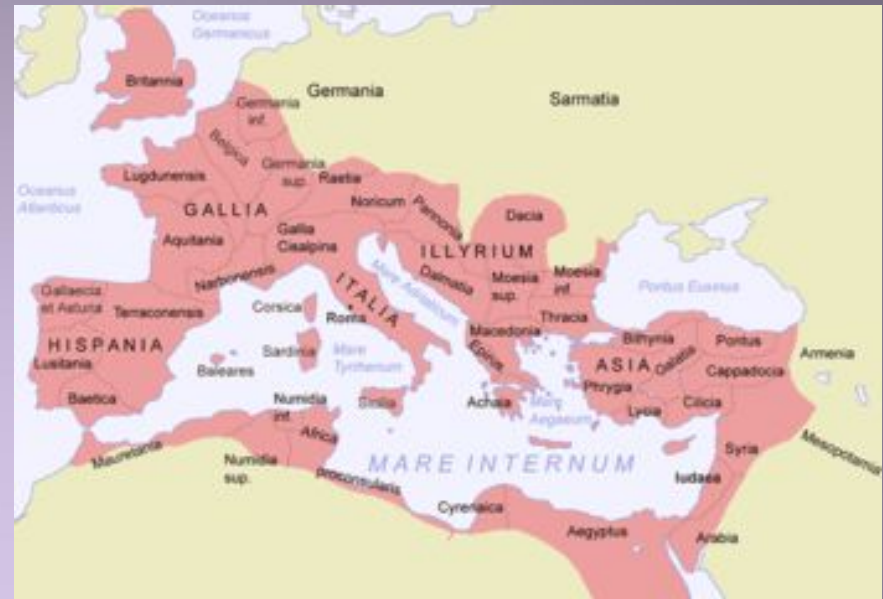 Oceanus
Germanicus
Britannia
Germania
inf.
Germania
Sarmatia
Belgica
Germania
sup.
Raetia
Lugdunensis
Oceanus
Atlanticus
GALLIA
Noricum
Pannonia
Dacia
Aquitania
Gallia
Cisalpina
ILLYRIUM
Dalmatia
Moesia
sup.
Moesia
inf.
Pontus Euxinus
Narbonensis
ITALIA
Mare Adriaticum
Gallaecia
et Asturia
Terraconensis
Corsica
Roma
Thracia
Macedonia
Epirus
Bithynia
Pontus
HISPANIA
Lusitania
Baleares
Sardinia
Mare
Tyrrhenum
ASIA
Galatia
Armenia
Phrygia
Cappadocia
Baetica
Numidia
inf.
Sicilia
Achaia
Mare
Aegaeum
Lycia
Cilicia
Mauretania
Africa
Numidia
sup.
proconsularis
MARE INTERNUM
Syria
Mesopotamia
Iudaea
Cyrenaica
Aegyptus
Arabia